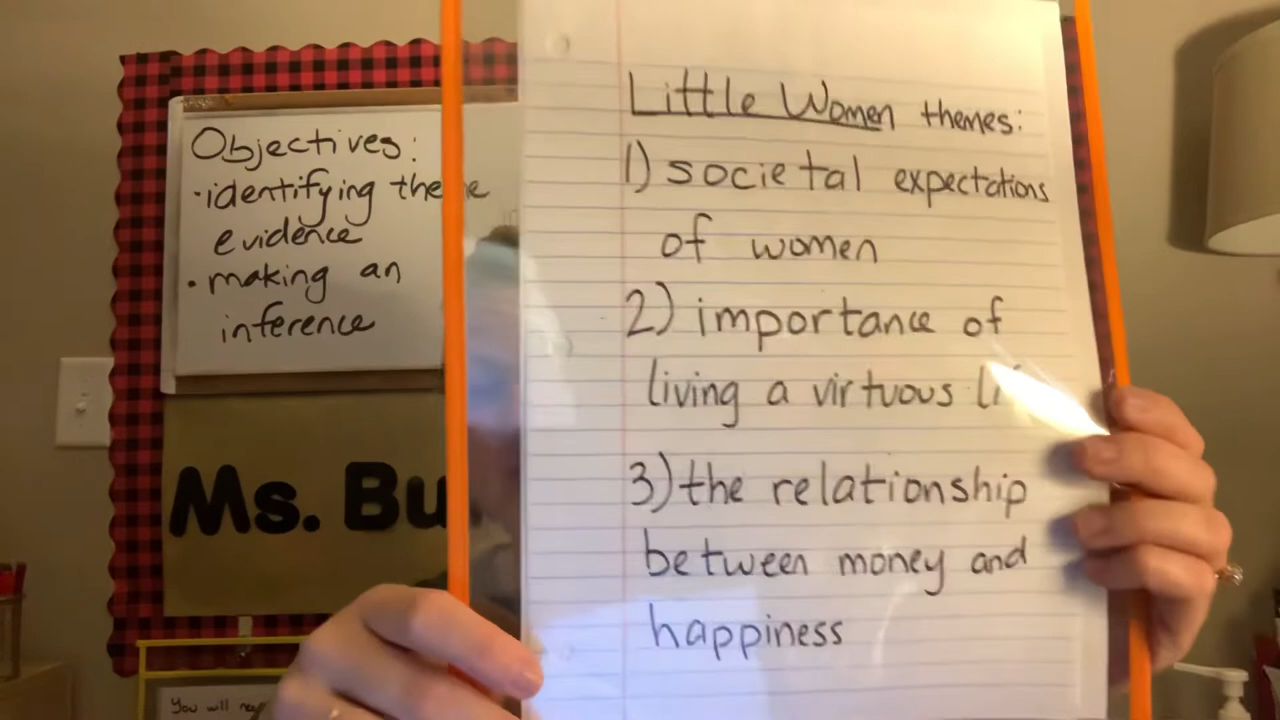 Objectives:
·identifying theme
evidence
·making an
inference
Ms. Bu
You will
Little Women themes:
1) societal expectations
of women
2) importance of
living a virtuous
3) the relationship
between money and
happiness